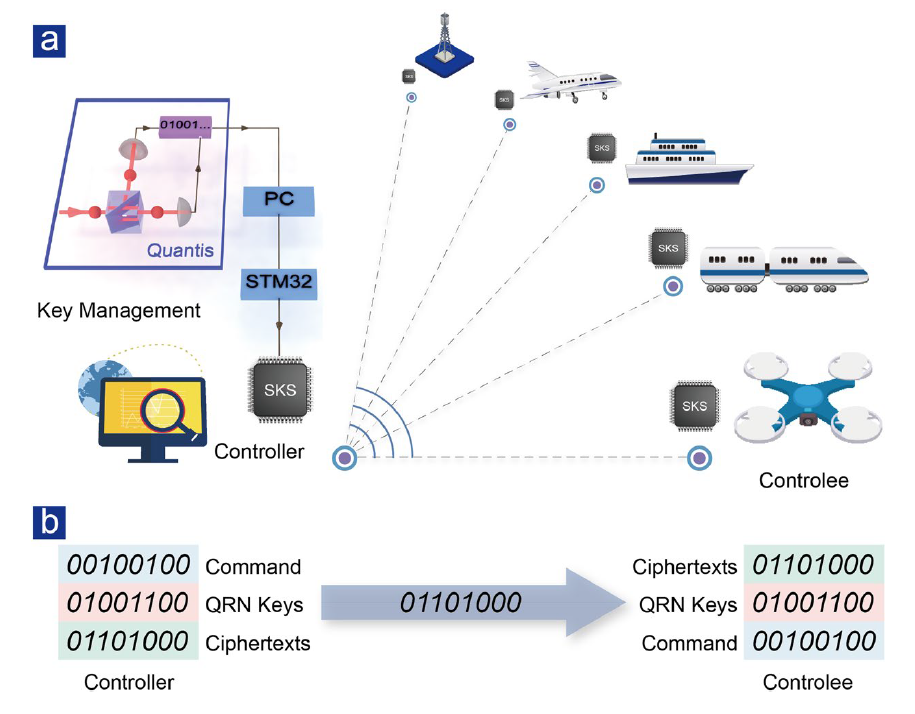 a
SKS
SKS
01001...
SKS
PC
Quantis
SKS
STM32
Key Management
SKS
SKS
Controller
Controlee
b
00100100 Command
Ciphertexts 01101000
01001100 QRN Keys
01101000
QRN Keys 01001100
01101000 Ciphertexts
Command 00100100
Controller
Controlee